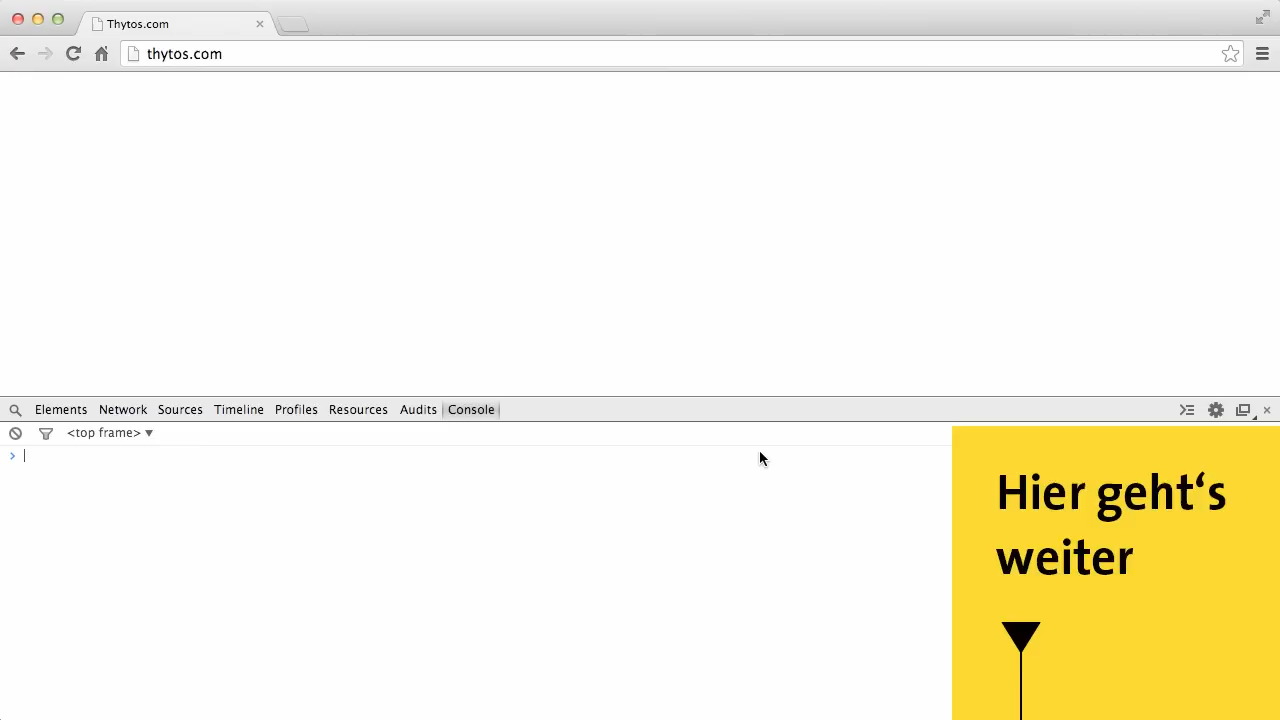 Thytos.com
thytos.com
Elements Network Sources Timeline Profiles Resources Audits Console
<top frame>
Hier geht‘s
weiter